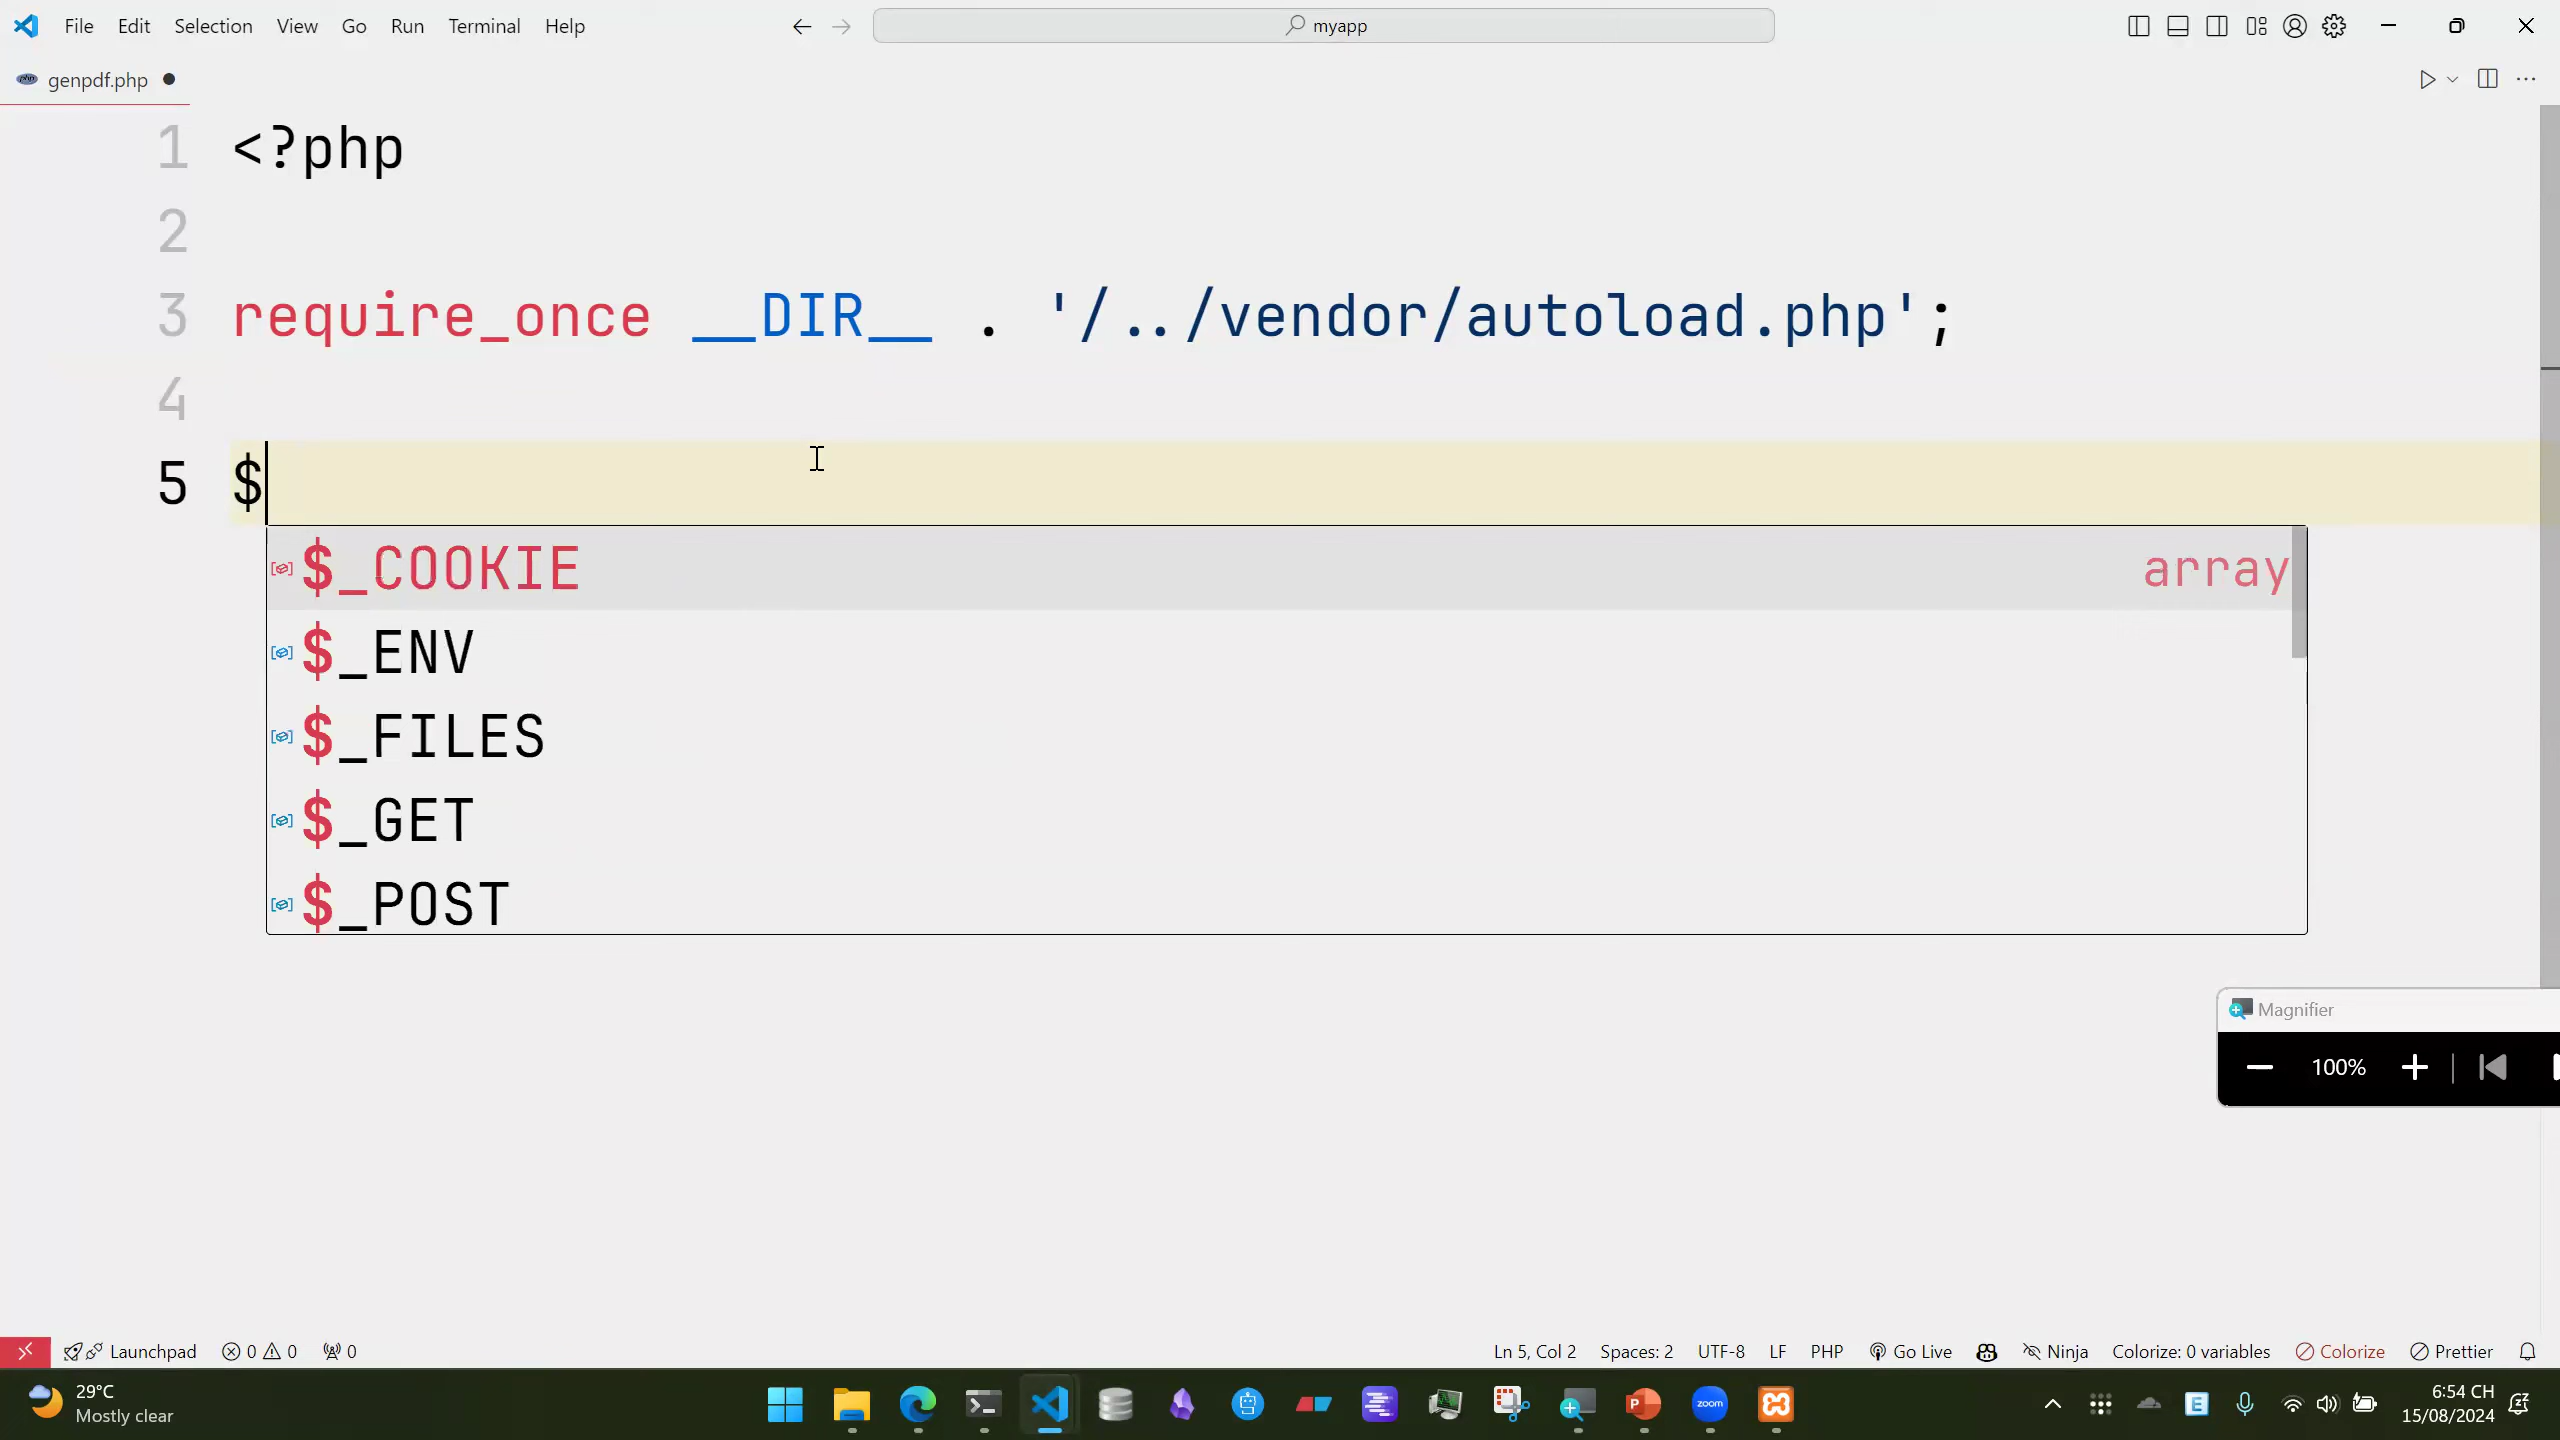 File Edit Selection View Go Run Terminal Help
myapp
genpdf.php
1 <?php
2
3 require_once __DIR__ . '/../vendor/autoload.php';
4
5 $
$_COOKIE array
$_ENV
$_FILES
$_GET
$_POST
Magnifier
100%
Launchpad 0 0 0 Ln 5, Col 2 Spaces: 2 UTF-8 LF PHP Go Live Ninja Colorize: 0 variables Colorize Prettier
29°C
Mostly clear
zoom
6:54 CH
15/08/2024